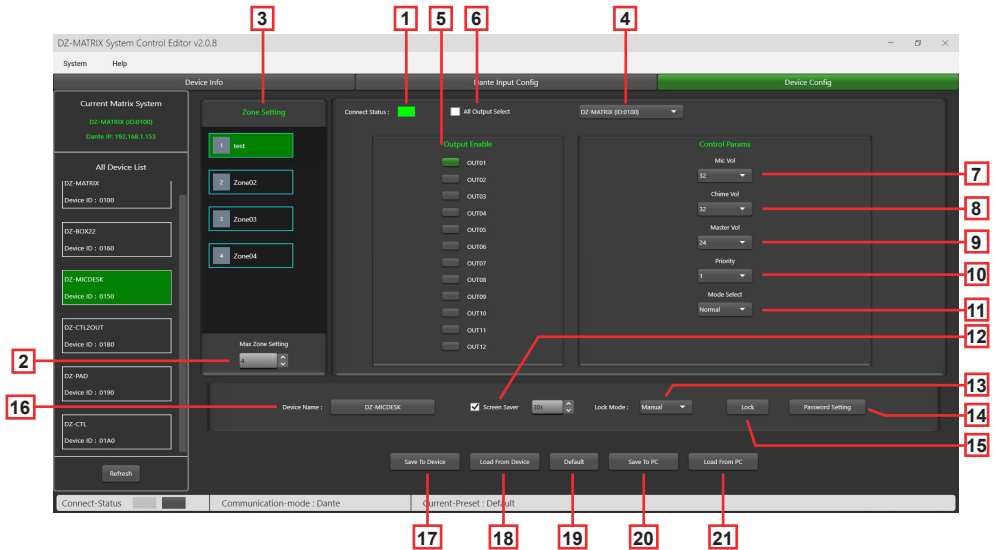 3
1
5
6
4
DZ-MATRIX System Control Editor v2.0.8
System Help
Device Info
Dante Input Config
Device Config
Current Matrix System
DZ-MATRIX (ID:0100)
Dante IP: 192.168.1.153
All Device List
DZ-MATRIX
Device ID : 0100
DZ-BOX22
Device ID : 0160
DZ-MICDESK
Device ID : 0150
DZ-CTL2OUT
Device ID : 01B0
DZ-PAD
Device ID : 0190
DZ-CTL
Device ID : 01A0
Refresh
Zone Setting
1 test
2 Zone02
3 Zone03
4 Zone04
Max Zone Setting
4
2
Connect Status :
All Output Select
DZ-MATRIX (ID:0100)
Output Enable
OUT01
OUT02
OUT03
OUT04
OUT05
OUT06
OUT07
OUT08
OUT09
OUT10
OUT11
OUT12
Control Params
Mic Vol
32
7
Chime Vol
32
8
Master Vol
24
9
Priority
1
10
Mode Select
Normal
11
12
13
16
Device Name :
DZ-MICDESK
Screen Saver
30s
Lock Mode :
Manual
Lock
Password Setting
14
15
Save To Device
Load From Device
Default
Save To PC
Load From PC
Connect-Status
Communication-mode : Dante
Current-Preset : Default
17
18
19
20
21